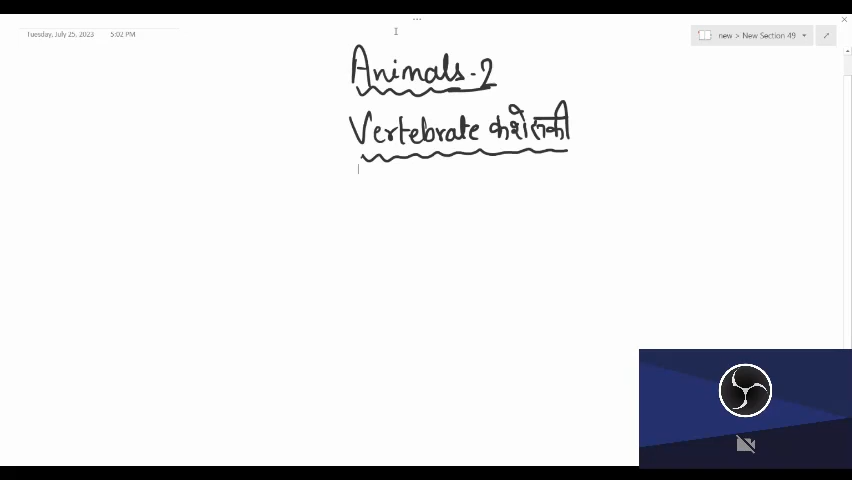 Tuesday, July 25, 2023 5:02 PM
new > New Section 49
Animals-2
Vertebrate कशेरुकी